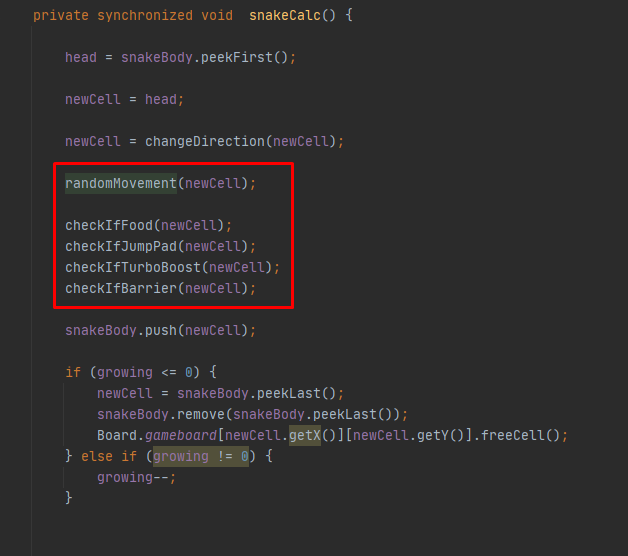 private synchronized void  snakeCalc() {
head = snakeBody.peekFirst();
newCell = head;
newCell = changeDirection(newCell);
randomMovement(newCell);
checkIfFood(newCell);
checkIfJumpPad(newCell);
checkIfTurboBoost(newCell);
checkIfBarrier(newCell);
snakeBody.push(newCell);
if (growing <= 0) {
newCell = snakeBody.peekLast();
snakeBody.remove(snakeBody.peekLast());
Board.gameboard[newCell.getX()][newCell.getY()].freeCell();
} else if (growing != 0) {
growing--;
}